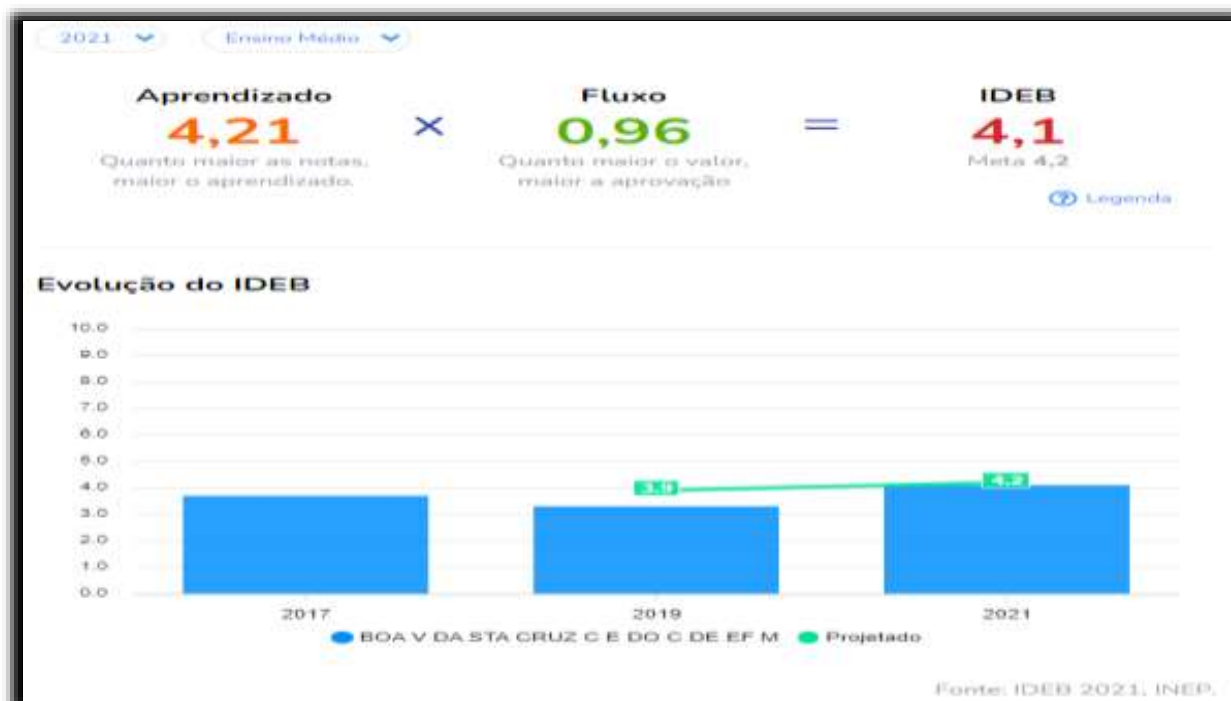 2021 Ensino Médio
Aprendizado Fluxo IDEB
4,21 × 0,96 = 4,1
Quanto maior as notas, Quanto maior o valor, Meta 4,2
maior o aprendizado. maior a aprovação
? Legenda
Evolução do IDEB
10.0
9.0
8.0
7.0
6.0
5.0
4.0
3.0
2.0
1.0
0.0
3.9 4.2
2017 2019 2021
BOA V DA STA CRUZ C E DO C DE EF M Projetado
Fonte: IDEB 2021, INEP.